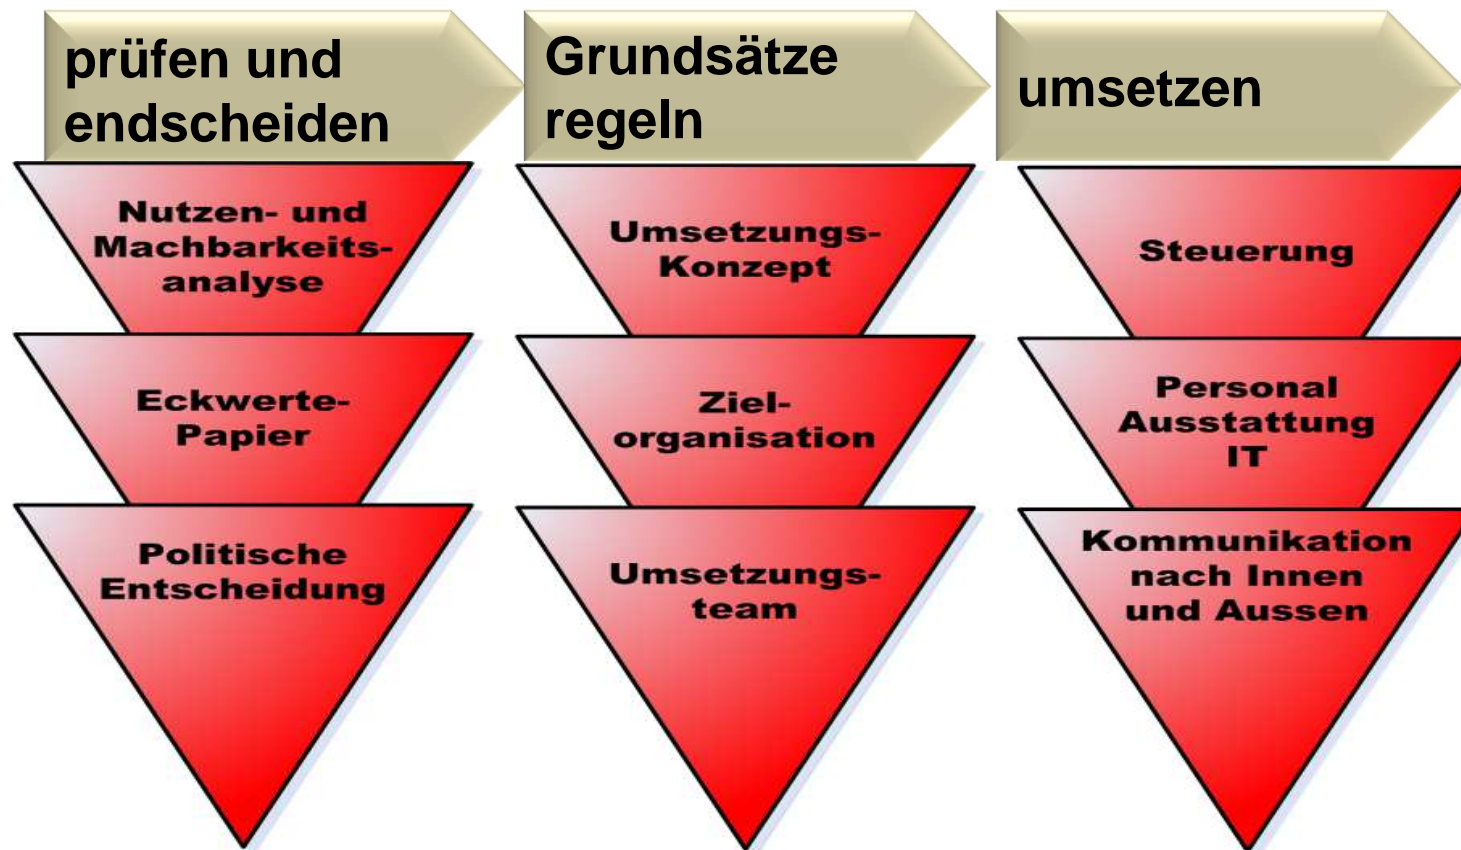 prüfen und
endscheiden
Nutzen- und
Machbarkeits-
analyse
Eckwerte-
Papier
Politische
Entscheidung
Grundsätze
regeln
Umsetzungs-
Konzept
Ziel-
organisation
Umsetzungs-
team
umsetzen
Steuerung
Personal
Ausstattung
IT
Kommunikation
nach Innen
und Aussen